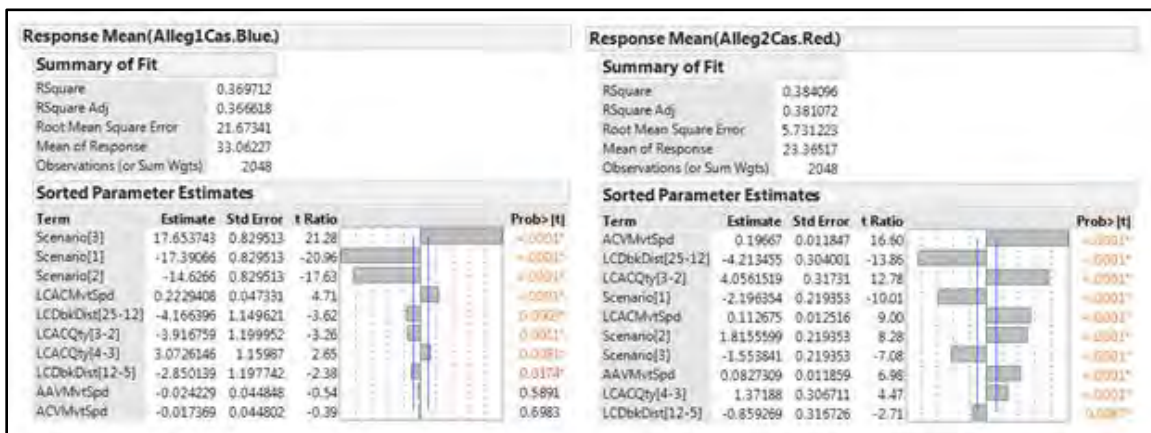 Response Mean(Alleg1Cas.Blue.)
Summary of Fit
RSquare 0.369712
RSquare Adj 0.366618
Root Mean Square Error 21.67341
Mean of Response 33.06227
Observations (or Sum Wgts) 2048
Sorted Parameter Estimates
Term Estimate Std Error t Ratio Prob>|t|
Scenario[3] 17.653743 0.829513 21.28 <.0001*
Scenario[1] -17.39066 0.829513 -20.96 <.0001*
Scenario[2] -14.6266 0.829513 -17.63 <.0001*
LCACMvtSpd 0.2229408 0.047331 4.71 <.0001*
LCDbkDist[25-12] -4.166396 1.149621 -3.62 0.0003*
LCACQty[3-2] -3.916759 1.199952 -3.26 0.0011*
LCACQty[4-3] 3.0726146 1.15987 2.65 0.0081*
LCDbkDist[12-5] -2.850139 1.197742 -2.38 0.0174*
AAVMvtSpd -0.024229 0.044848 -0.54 0.5891
ACVMvtSpd -0.017369 0.044802 -0.39 0.6983
Response Mean(Alleg2Cas.Red.)
Summary of Fit
RSquare 0.384096
RSquare Adj 0.381072
Root Mean Square Error 5.731223
Mean of Response 23.36517
Observations (or Sum Wgts) 2048
Sorted Parameter Estimates
Term Estimate Std Error t Ratio Prob>|t|
ACVMvtSpd 0.19667 0.011847 16.60 <.0001*
LCDbkDist[25-12] -4.213455 0.304001 -13.86 <.0001*
LCACQty[3-2] 4.0561519 0.31731 12.78 <.0001*
Scenario[1] -2.196354 0.219353 -10.01 <.0001*
LCACMvtSpd 0.112675 0.012516 9.00 <.0001*
Scenario[2] 1.8155599 0.219353 8.28 <.0001*
Scenario[3] -1.553841 0.219353 -7.08 <.0001*
AAVMvtSpd 0.0827309 0.011859 6.98 <.0001*
LCACQty[4-3] 1.37188 0.306711 4.47 <.0001*
LCDbkDist[12-5] -0.859269 0.316726 -2.71